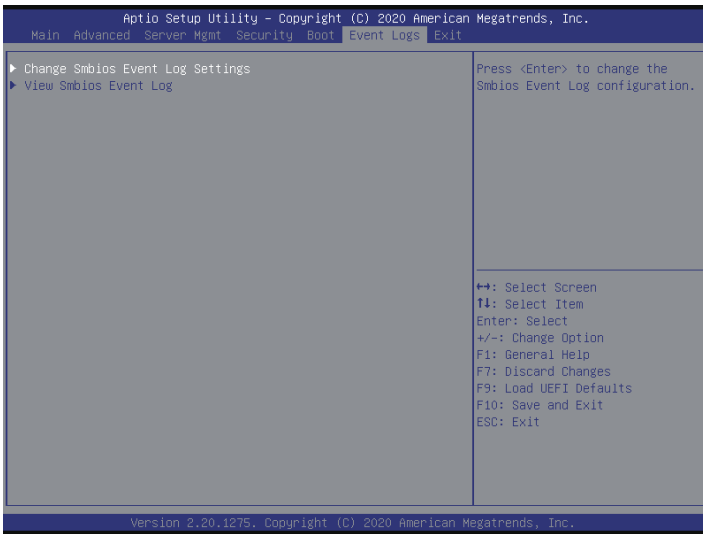 Aptio Setup Utility – Copyright (C) 2020 American Megatrends, Inc.
Main Advanced Server Mgmt Security Boot Event Logs Exit
▶ Change Smbios Event Log Settings
▶ View Smbios Event Log
Press <Enter> to change the
Smbios Event Log configuration.
↔: Select Screen
↑↓: Select Item
Enter: Select
+/-: Change Option
F1: General Help
F7: Discard Changes
F9: Load UEFI Defaults
F10: Save and Exit
ESC: Exit
Version 2.20.1275. Copyright (C) 2020 American Megatrends, Inc.